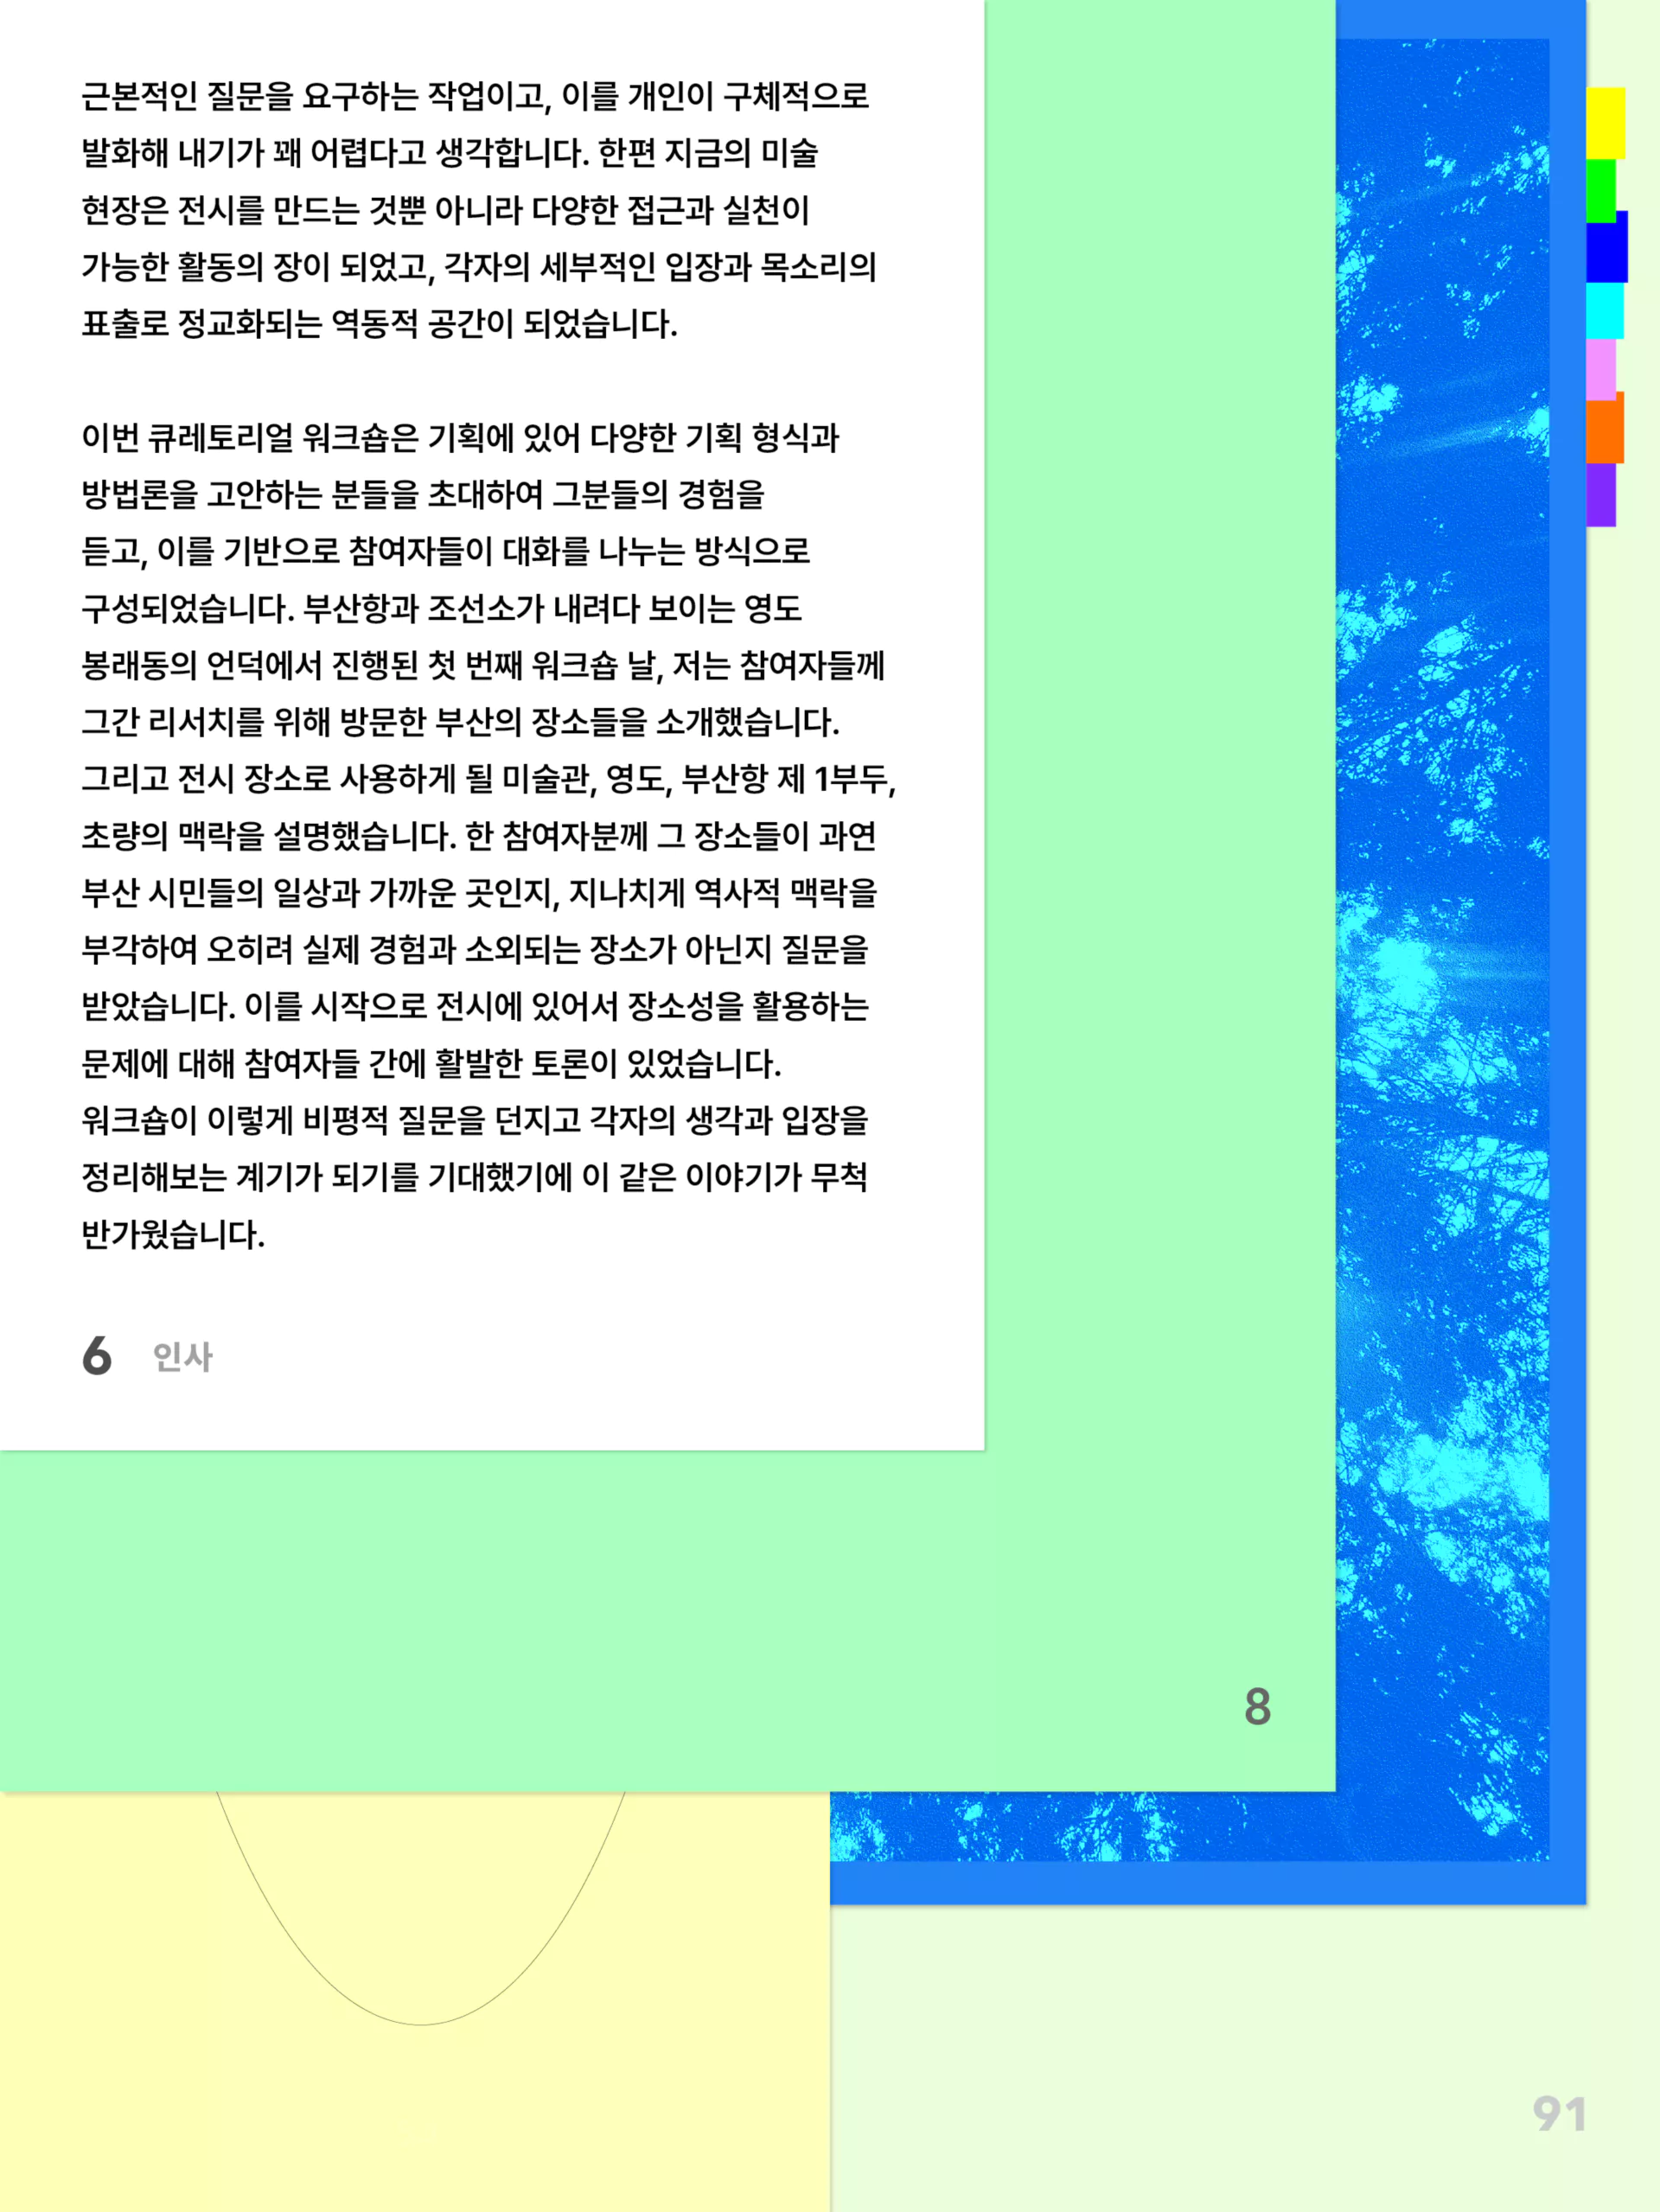 근본적인 질문을 요구하는 작업이고, 이를 개인이 구체적으로
발화해 내기가 꽤 어렵다고 생각합니다. 한편 지금의 미술
현장은 전시를 만드는 것뿐 아니라 다양한 접근과 실천이
가능한 활동의 장이 되었고, 각자의 세부적인 입장과 목소리의
표출로 정교화되는 역동적 공간이 되었습니다.
이번 큐레토리얼 워크숍은 기획에 있어 다양한 기획 형식과
방법론을 고안하는 분들을 초대하여 그분들의 경험을
듣고, 이를 기반으로 참여자들이 대화를 나누는 방식으로
구성되었습니다. 부산항과 조선소가 내려다 보이는 영도
봉래동의 언덕에서 진행된 첫 번째 워크숍 날, 저는 참여자들께
그간 리서치를 위해 방문한 부산의 장소들을 소개했습니다.
그리고 전시 장소로 사용하게 될 미술관, 영도, 부산항 제 1부두,
초량의 맥락을 설명했습니다. 한 참여자분께 그 장소들이 과연
부산 시민들의 일상과 가까운 곳인지, 지나치게 역사적 맥락을
부각하여 오히려 실제 경험과 소외되는 장소가 아닌지 질문을
받았습니다. 이를 시작으로 전시에 있어서 장소성을 활용하는
문제에 대해 참여자들 간에 활발한 토론이 있었습니다.
워크숍이 이렇게 비평적 질문을 던지고 각자의 생각과 입장을
정리해보는 계기가 되기를 기대했기에 이 같은 이야기가 무척
반가웠습니다.
6 인사
8
91